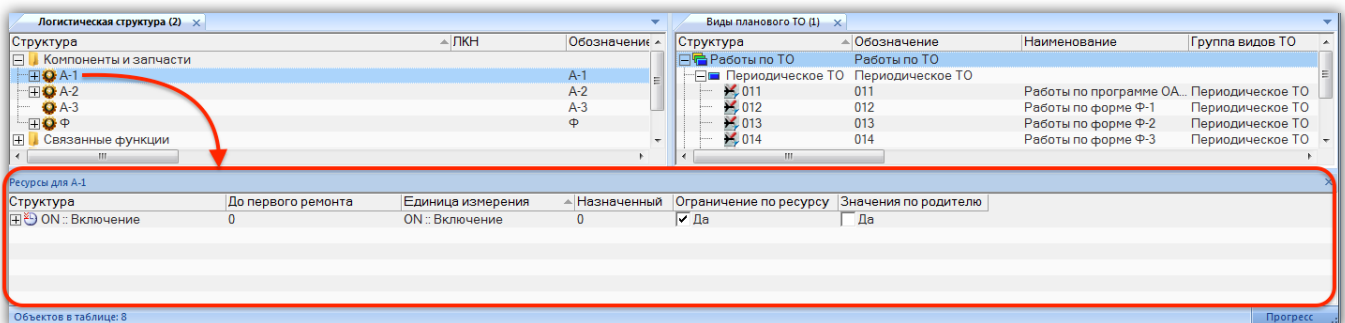 Логистическая структура (2)
Структура ЛКН Обозначение
Компоненты и запчасти
А-1 А-1
А-2 А-2
А-3 А-3
Ф Ф
Связанные функции
Виды планового ТО (1)
Структура Обозначение Наименование Группа видов ТО
Работы по ТО Работы по ТО
Периодическое ТО Периодическое ТО
011 011 Работы по программе ОА... Периодическое ТО
012 012 Работы по форме Ф-1 Периодическое ТО
013 013 Работы по форме Ф-2 Периодическое ТО
014 014 Работы по форме Ф-3 Периодическое ТО
Ресурсы для А-1
Структура До первого ремонта Единица измерения Назначенный Ограничение по ресурсу Значения по родителю
ON :: Включение 0 ON :: Включение 0 Да Да
Объектов в таблице: 8 Прогресс